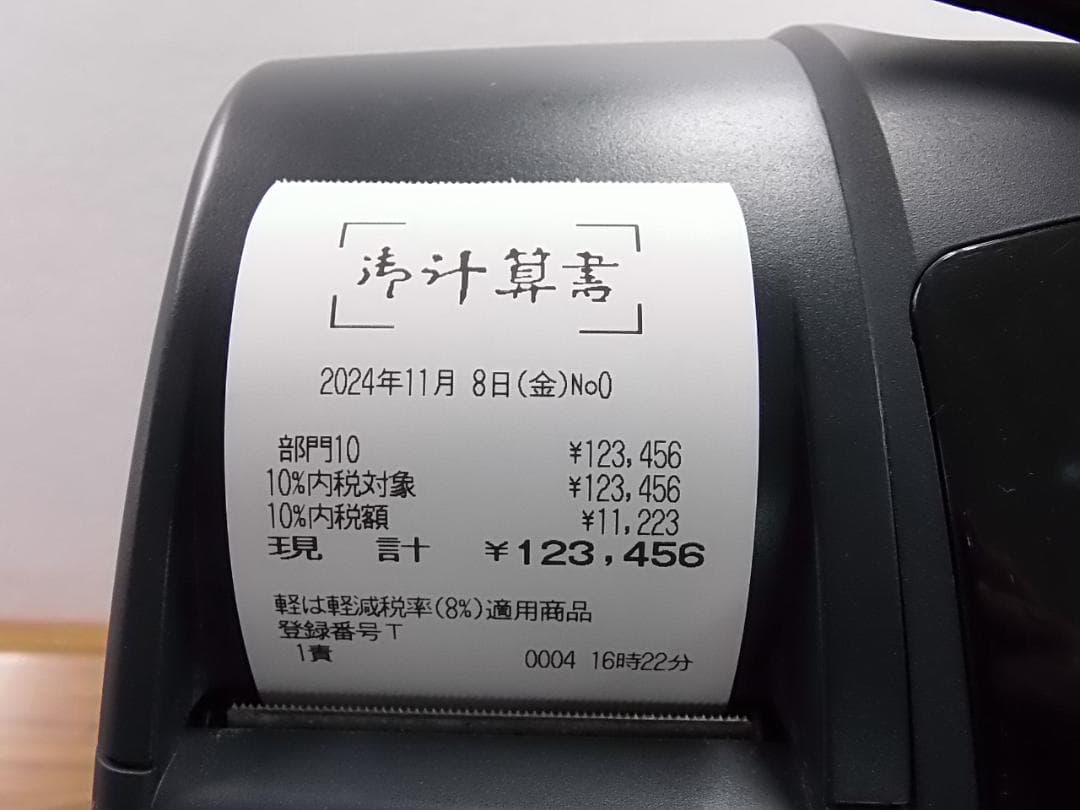 御計算書
2024年11月 8日(金)No0
部門10 ¥123,456
10%内税対象 ¥123,456
10%内税額 ¥11,223
現 計 ¥123,456
軽は軽減税率(8%)適用商品
登録番号T
1責 0004 16時22分